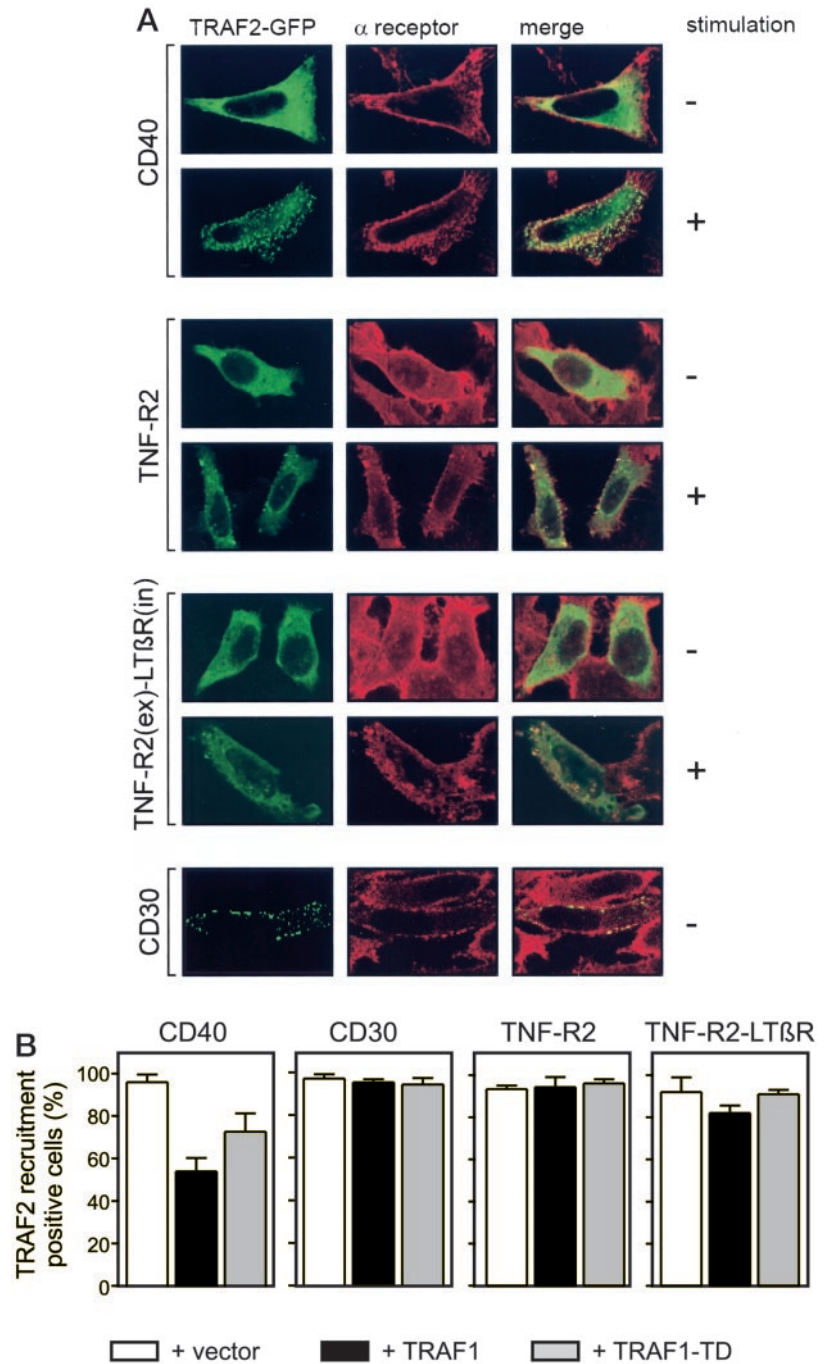 A TRAF2-GFP α receptor merge stimulation
CD40
-
+
TNF-R2
-
+
TNF-R2(ex)-LTßR(in)
-
+
CD30
-
B CD40 CD30 TNF-R2 TNF-R2-LTßR
TRAF2 recruitment
positive cells (%)
100
80
60
40
20
0
+ vector + TRAF1 + TRAF1-TD